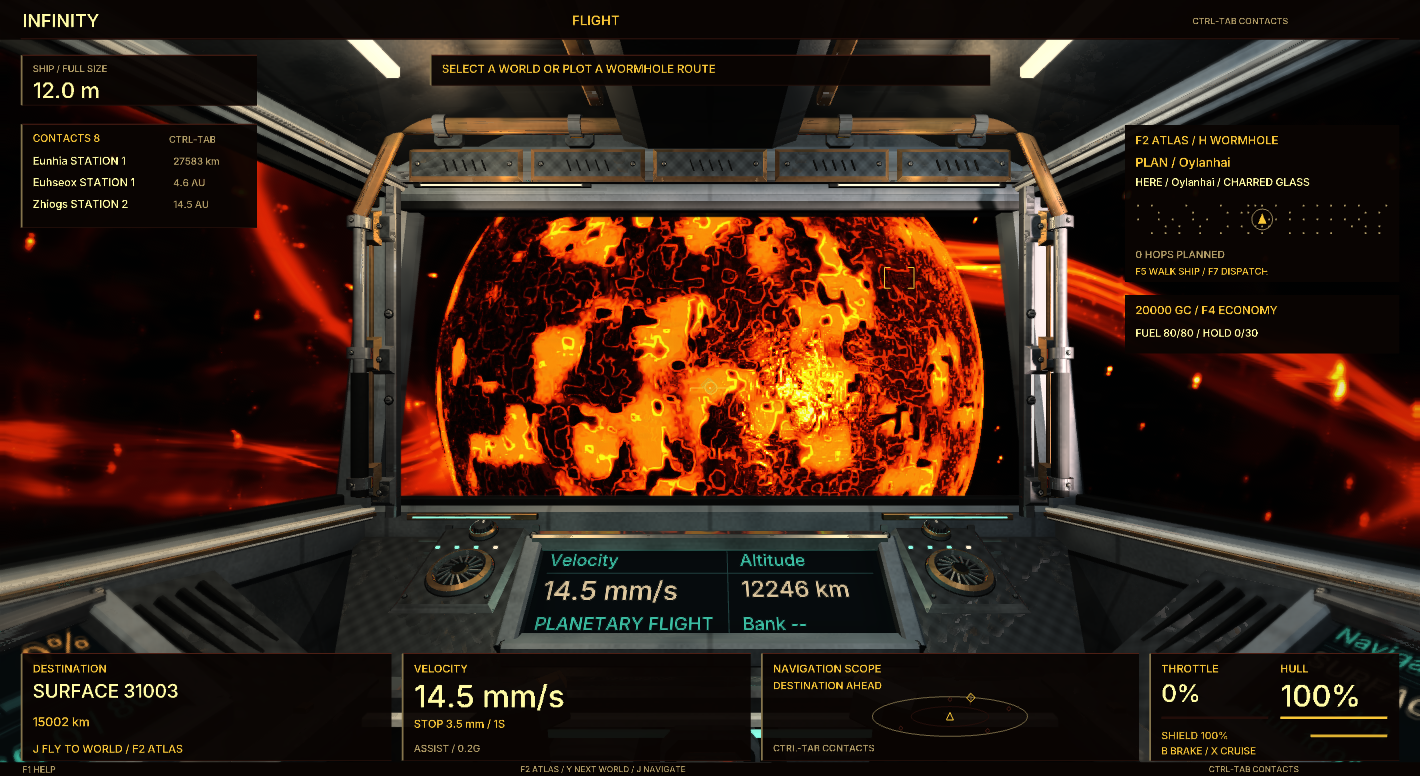 INFINITY
FLIGHT
CTRL-TAB CONTACTS
SHIP / FULL SIZE
12.0 m
SELECT A WORLD OR PLOT A WORMHOLE ROUTE
CONTACTS 8 CTRL-TAB
Eunhia STATION 1 27583 km
Euhseox STATION 1 4.6 AU
Zhiogs STATION 2 14.5 AU
F2 ATLAS / H WORMHOLE
PLAN / Oylanhai
HERE / Oylanhai / CHARRED GLASS
0 HOPS PLANNED
F5 WALK SHIP / F7 DISPATCH
20000 GC / F4 ECONOMY
FUEL 80/80 / HOLD 0/30
Velocity Altitude
14.5 mm/s 12246 km
PLANETARY FLIGHT Bank --
DESTINATION
SURFACE 31003
15002 km
J FLY TO WORLD / F2 ATLAS
VELOCITY
14.5 mm/s
STOP 3.5 mm / 1S
ASSIST / 0.2G
NAVIGATION SCOPE
DESTINATION AHEAD
CTRL-TAB CONTACTS
THROTTLE HULL
0% 100%
SHIELD 100%
B BRAKE / X CRUISE
F1 HELP
F2 ATLAS / Y NEXT WORLD / J NAVIGATE
CTRL-TAB CONTACTS